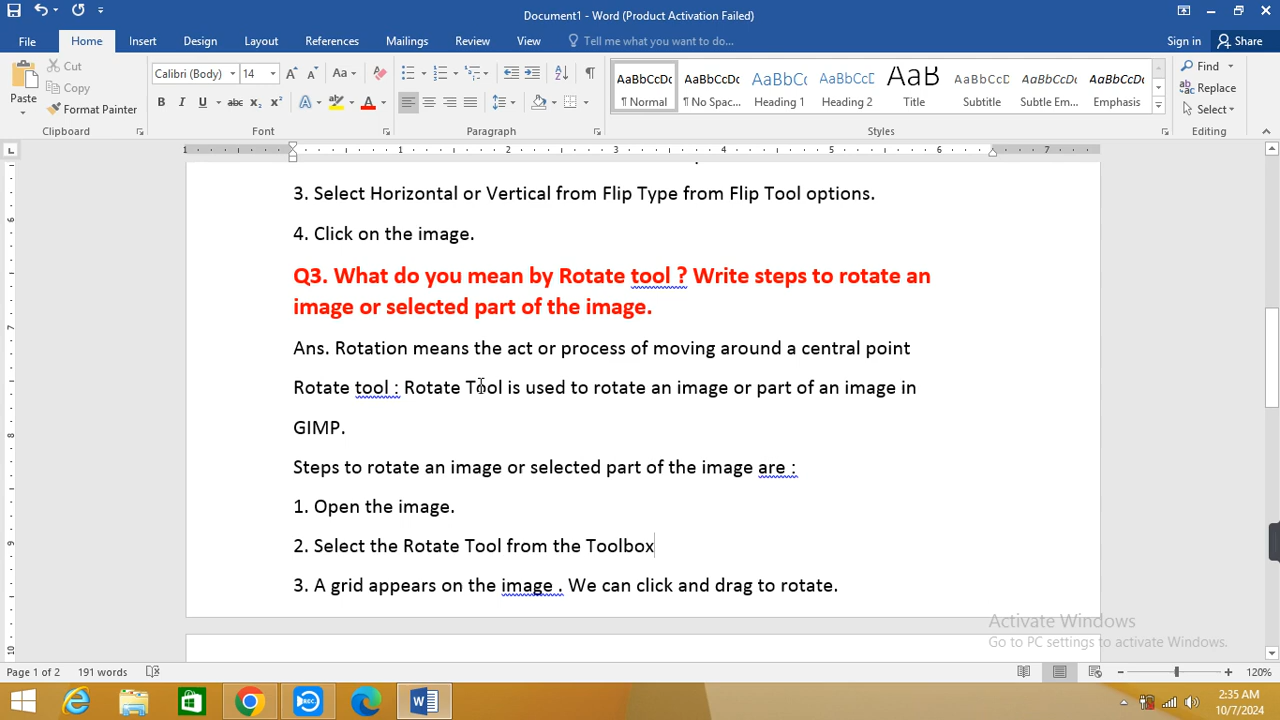 Document1 - Word (Product Activation Failed)
File Home Insert Design Layout References Mailings Review View Tell me what you want to do... Sign in Share
Paste Cut Copy Format Painter Clipboard
Calibri (Body) 14 Font
Paragraph
AaBbCcDc ¶ Normal AaBbCcDc ¶ No Spac... AaBbCc Heading 1 AaBbCcC Heading 2 AaB Title AaBbCcD Subtitle AaBbCcDc Subtle Em... AaBbCcDc Emphasis Styles
Find Replace Select Editing
3. Select Horizontal or Vertical from Flip Type from Flip Tool options.
4. Click on the image.
Q3. What do you mean by Rotate tool ? Write steps to rotate an
image or selected part of the image.
Ans. Rotation means the act or process of moving around a central point
Rotate tool : Rotate Tool is used to rotate an image or part of an image in
GIMP.
Steps to rotate an image or selected part of the image are :
1. Open the image.
2. Select the Rotate Tool from the Toolbox
3. A grid appears on the image . We can click and drag to rotate.
Activate Windows
Go to PC settings to activate Windows.
Page 1 of 2 191 words 120%
2:35 AM
10/7/2024